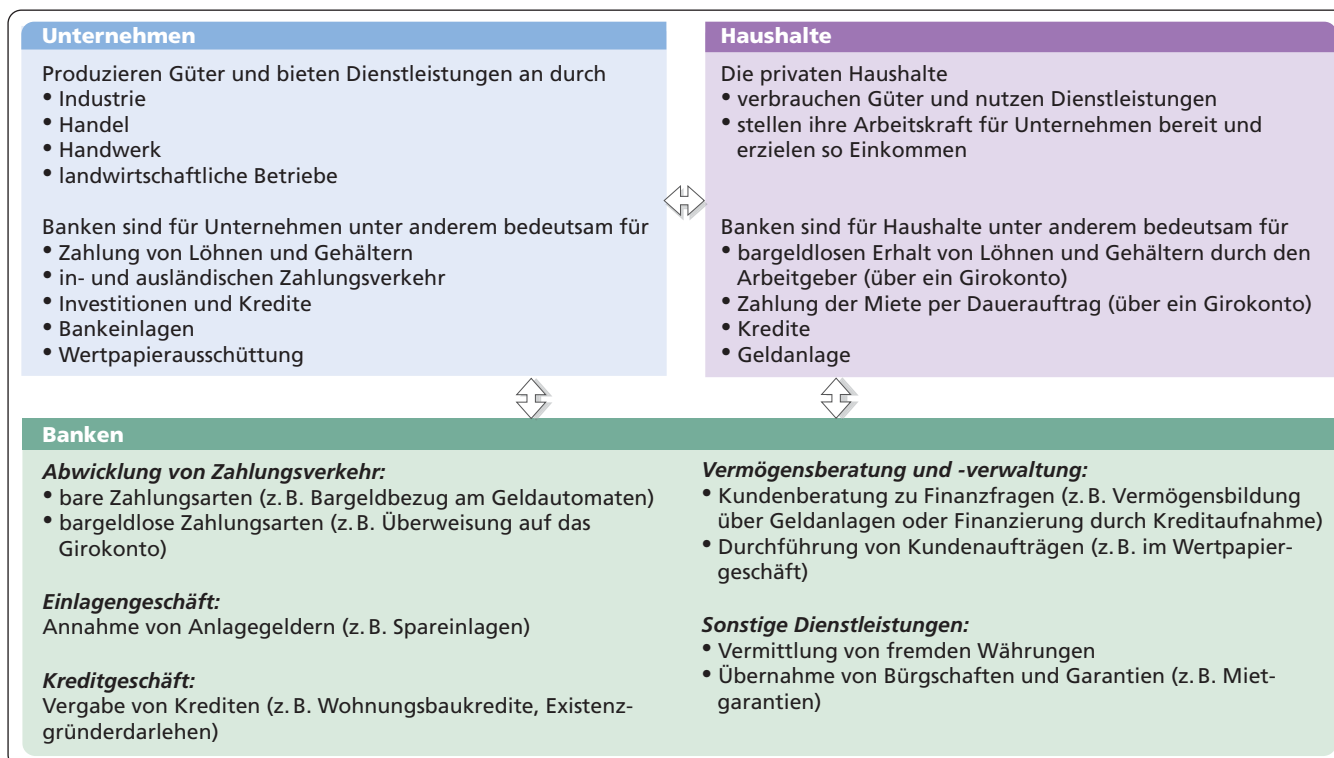 Unternehmen
Produzieren Güter und bieten Dienstleistungen an durch
• Industrie
• Handel
• Handwerk
• landwirtschaftliche Betriebe
Banken sind für Unternehmen unter anderem bedeutsam für
• Zahlung von Löhnen und Gehältern
• in- und ausländischen Zahlungsverkehr
• Investitionen und Kredite
• Bankeinlagen
• Wertpapierausschüttung
Haushalte
Die privaten Haushalte
• verbrauchen Güter und nutzen Dienstleistungen
• stellen ihre Arbeitskraft für Unternehmen bereit und
erzielen so Einkommen
Banken sind für Haushalte unter anderem bedeutsam für
• bargeldlosen Erhalt von Löhnen und Gehältern durch den
Arbeitgeber (über ein Girokonto)
• Zahlung der Miete per Dauerauftrag (über ein Girokonto)
• Kredite
• Geldanlage
Banken
Abwicklung von Zahlungsverkehr:
• bare Zahlungsarten (z. B. Bargeldbezug am Geldautomaten)
• bargeldlose Zahlungsarten (z. B. Überweisung auf das
Girokonto)
Einlagengeschäft:
Annahme von Anlagegeldern (z. B. Spareinlagen)
Kreditgeschäft:
Vergabe von Krediten (z. B. Wohnungsbaukredite, Existenz-
gründerdarlehen)
Vermögensberatung und -verwaltung:
• Kundenberatung zu Finanzfragen (z. B. Vermögensbildung
über Geldanlagen oder Finanzierung durch Kreditaufnahme)
• Durchführung von Kundenaufträgen (z. B. im Wertpapier-
geschäft)
Sonstige Dienstleistungen:
• Vermittlung von fremden Währungen
• Übernahme von Bürgschaften und Garantien (z. B. Miet-
garantien)